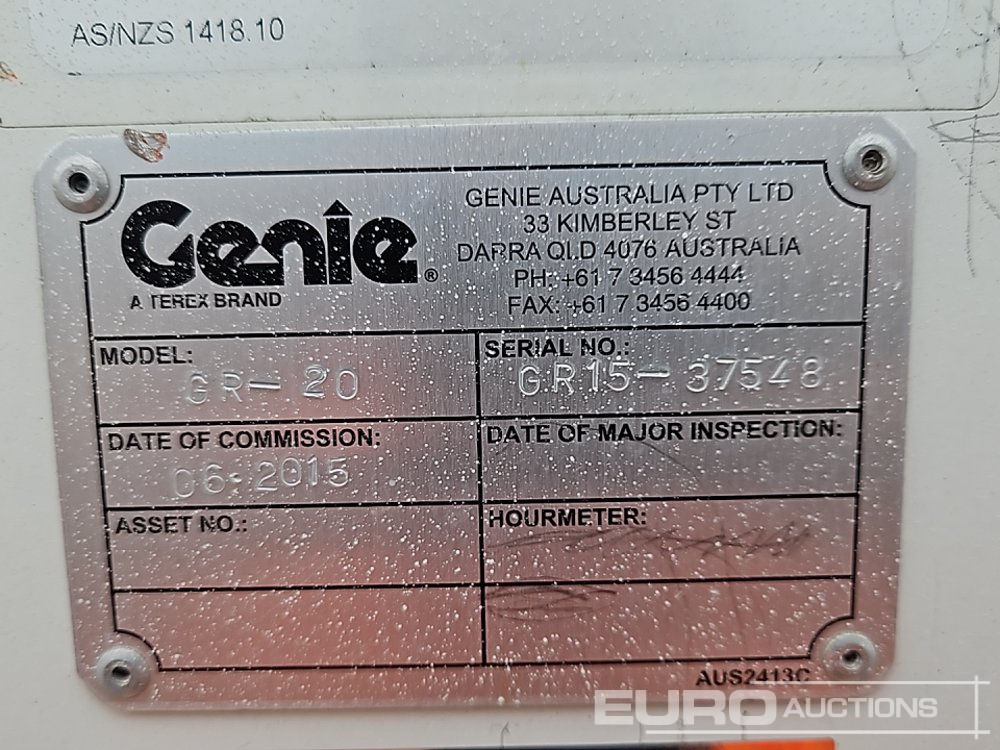 AS/NZS 1418.10
Genie®
A TEREX BRAND
GENIE AUSTRALIA PTY LTD
33 KIMBERLEY ST
DARRA QLD 4076 AUSTRALIA
PH: +61 7 3456 4444
FAX: +61 7 3456 4400
MODEL: GR-20
SERIAL NO.: GR15-37548
DATE OF COMMISSION: 06-2015
DATE OF MAJOR INSPECTION:
ASSET NO.:
HOURMETER:
AUS2413C
EURO AUCTIONS